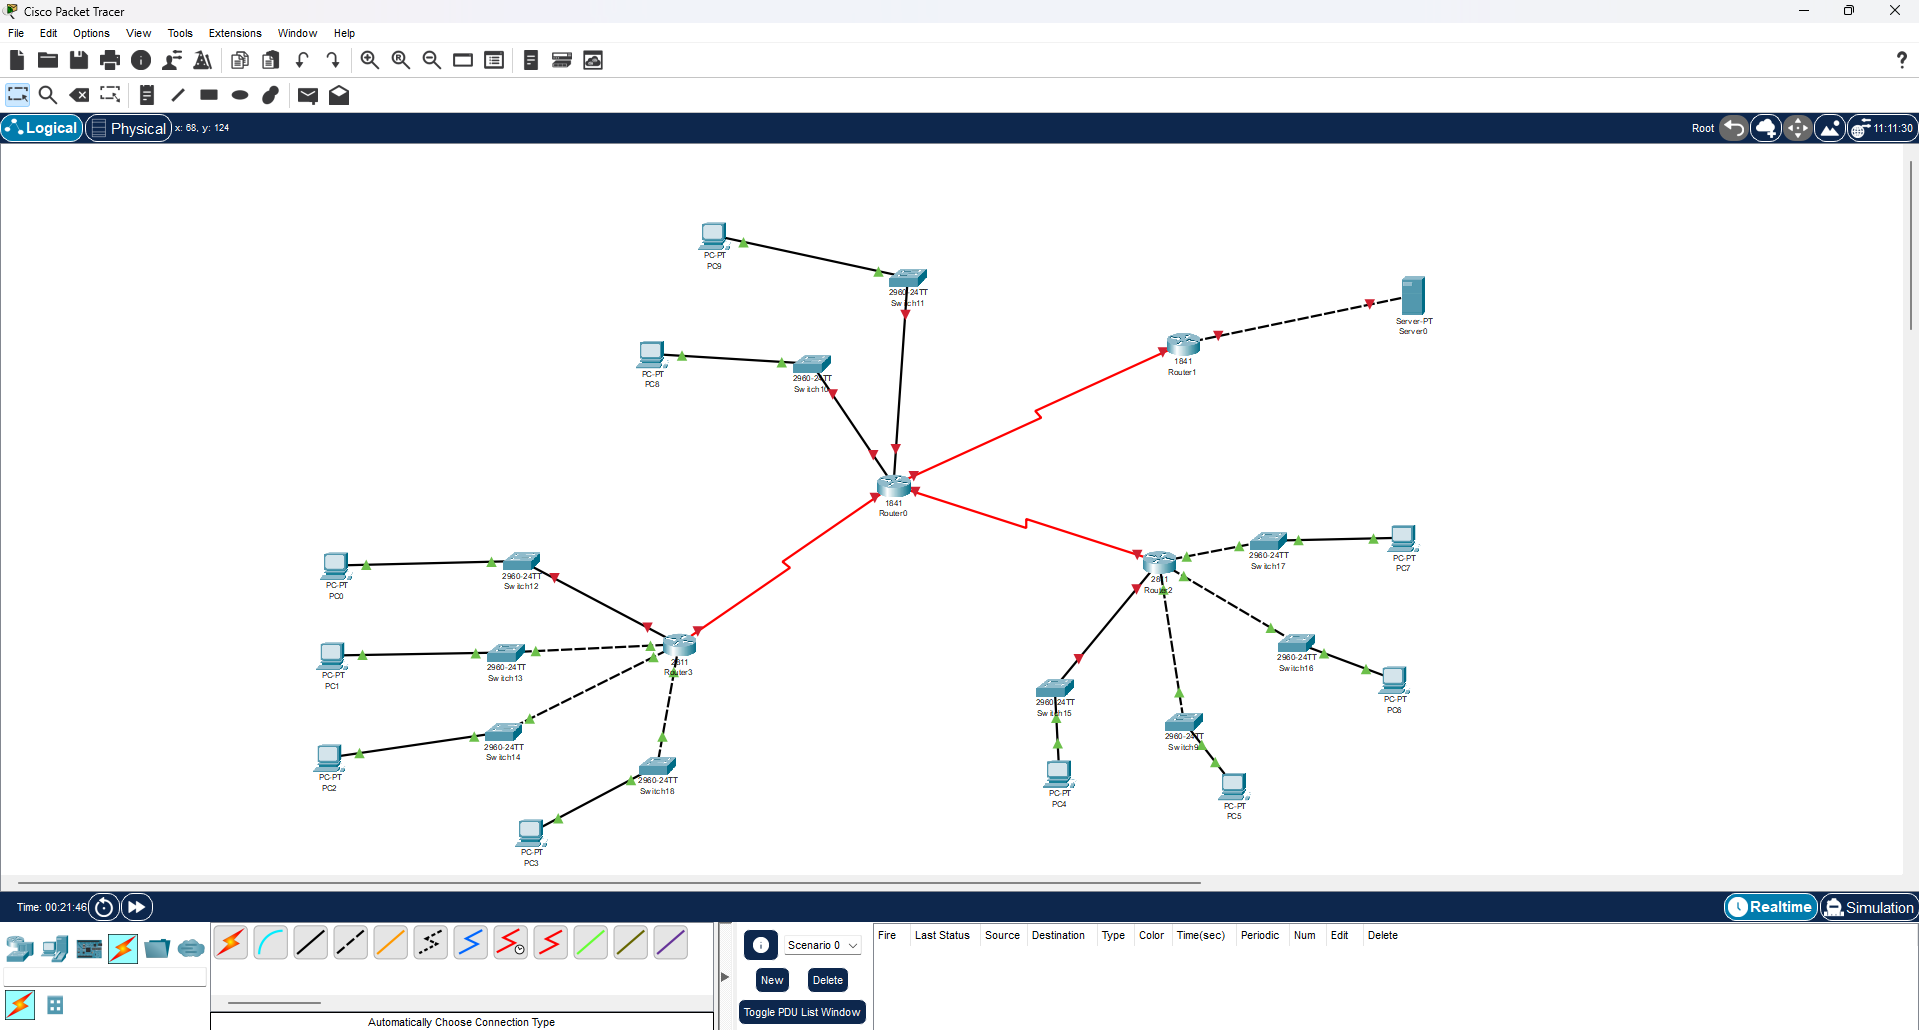 Cisco Packet Tracer
File Edit Options View Tools Extensions Window Help
?
Logical Physical x: 68, y: 124 Root 11:11:30
PC-PT
PC9
2960-24TT
Switch11
Server-PT
Server0
1841
Router1
PC-PT
PC8
2960-24TT
Switch10
1841
Router0
PC-PT
PC0
2960-24TT
Switch12
2960-24TT
Switch17
PC-PT
PC7
2811
Router2
PC-PT
PC1
2960-24TT
Switch13
2811
Router3
2960-24TT
Switch16
PC-PT
PC6
2960-24TT
Switch15
2960-24TT
Switch9
PC-PT
PC2
2960-24TT
Switch14
2960-24TT
Switch18
PC-PT
PC4
PC-PT
PC5
PC-PT
PC3
Time: 00:21:46 Realtime Simulation
Scenario 0
New Delete
Toggle PDU List Window
Fire Last Status Source Destination Type Color Time(sec) Periodic Num Edit Delete
Automatically Choose Connection Type